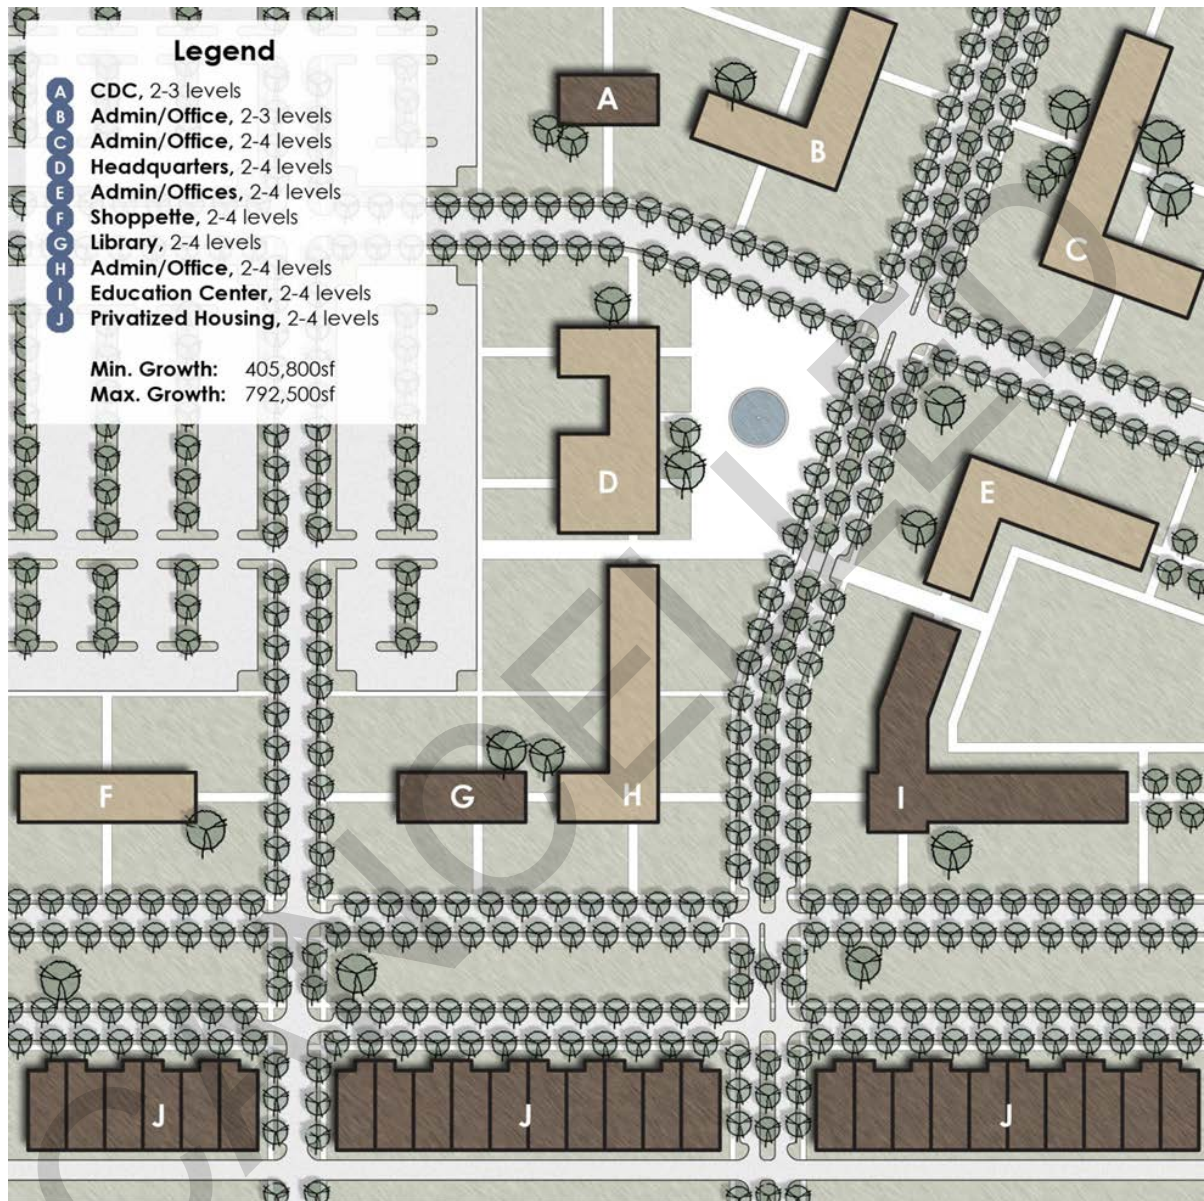 Legend
A CDC, 2-3 levels
B Admin/Office, 2-3 levels
C Admin/Office, 2-4 levels
D Headquarters, 2-4 levels
E Admin/Offices, 2-4 levels
F Shoppette, 2-4 levels
G Library, 2-4 levels
H Admin/Office, 2-4 levels
I Education Center, 2-4 levels
J Privatized Housing, 2-4 levels
Min. Growth: 405,800sf
Max. Growth: 792,500sf
A
B
C
D
E
F
G
H
I
J
J
J
CANCELLED